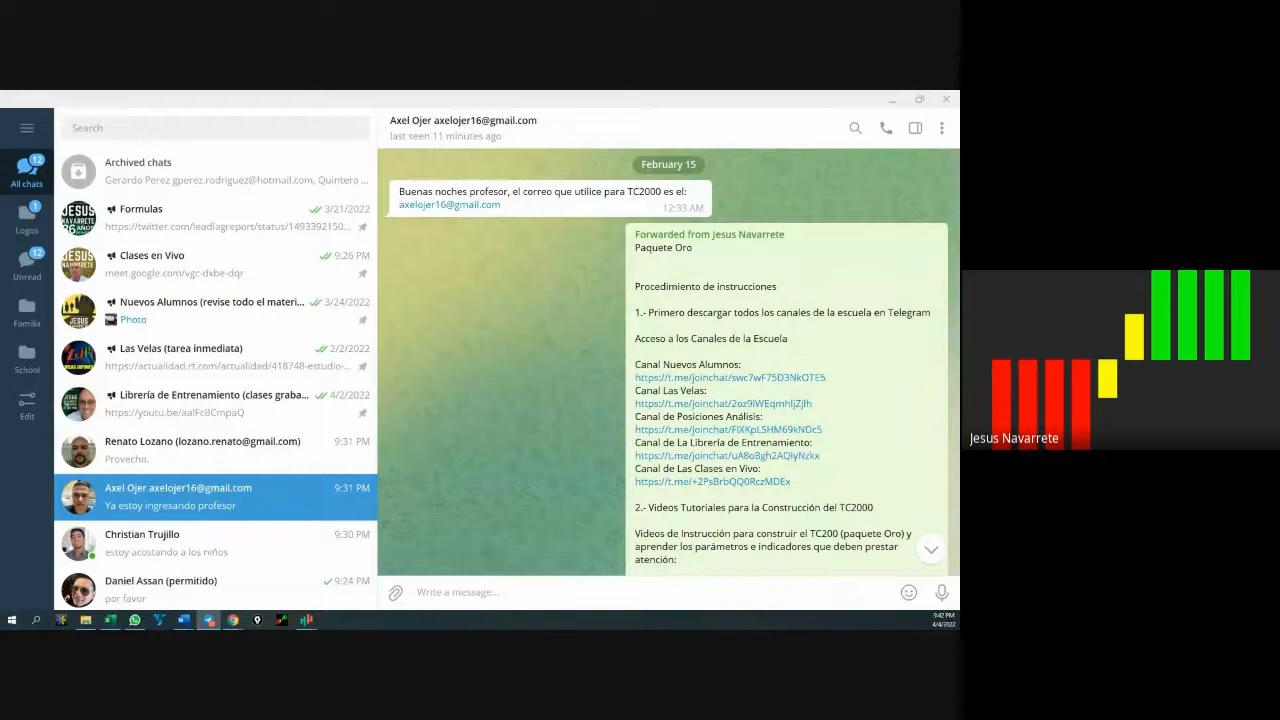 Search
Archived chats
Gerardo Perez gperez.rodriguez@hotmail.com, Quintero ...
Formulas
3/21/2022
https://twitter.com/leadlagreport/status/1493392150...
Clases en Vivo
9:26 PM
meet.google.com/vgc-dxbe-dqr
Nuevos Alumnos (revise todo el materi...
3/24/2022
Photo
Las Velas (tarea inmediata)
2/2/2022
https://actualidad.rt.com/actualidad/418748-estudio-...
Librería de Entrenamiento (clases graba...
4/2/2022
https://youtu.be/aaIFcBCmpaQ
Renato Lozano (lozano.renato@gmail.com)
9:31 PM
Provecho.
Axel Ojer axelojer16@gmail.com
9:31 PM
Ya estoy ingresando profesor
Christian Trujillo
9:30 PM
estoy acostando a los niños
Daniel Assan (permitido)
9:24 PM
por favor
12
All chats
1
Logos
12
Unread
Familia
School
Edit
Axel Ojer axelojer16@gmail.com
last seen 11 minutes ago
February 15
Buenas noches profesor, el correo que utilice para TC2000 es el:
axelojer16@gmail.com
12:33 AM
Forwarded from Jesus Navarrete
Paquete Oro
Procedimiento de instrucciones
1.- Primero descargar todos los canales de la escuela en Telegram
Acceso a los Canales de la Escuela
Canal Nuevos Alumnos:
https://t.me/joinchat/swc7wF75D3NkOTE5
Canal Las Velas:
https://t.me/joinchat/2oz9IWEqmhljZjlh
Canal de Posiciones Análisis:
https://t.me/joinchat/FIXKpLSHM69kNDc5
Canal de La Librería de Entrenamiento:
https://t.me/joinchat/uA8oBgh2AQIyNzkx
Canal de Las Clases en Vivo:
https://t.me/+2PsBrbQQ0RczMDEx
2.- Videos Tutoriales para la Construcción del TC2000
Videos de Instrucción para construir el TC200 (paquete Oro) y
aprender los parámetros e indicadores que deben prestar
atención:
Write a message...
9:42 PM
4/4/2022
Jesus Navarrete